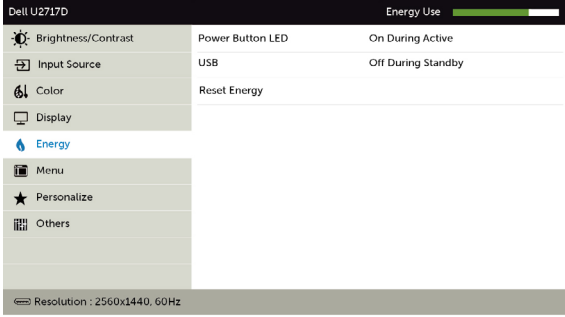 Dell U2717D Energy Use
Brightness/Contrast Power Button LED On During Active
Input Source USB Off During Standby
Color Reset Energy
Display
Energy
Menu
Personalize
Others
Resolution : 2560x1440, 60Hz